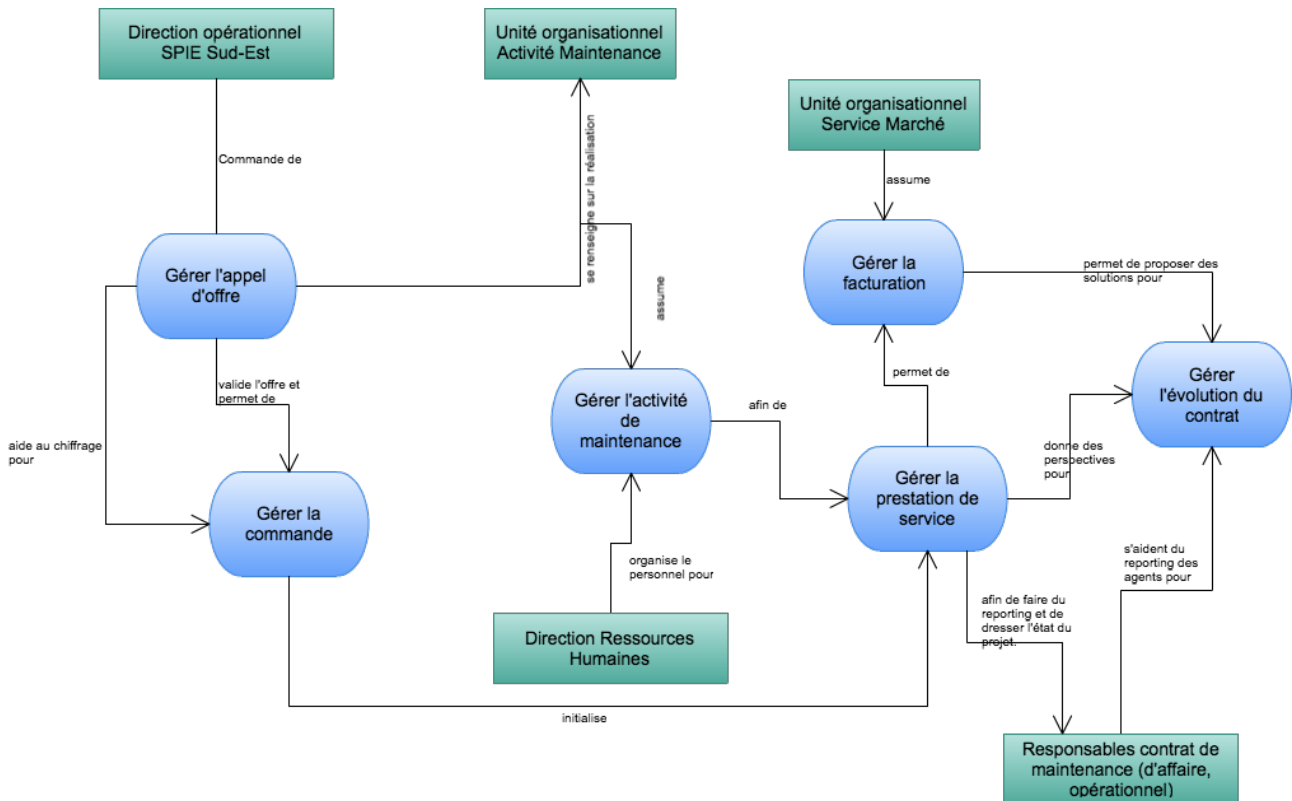 Direction opérationnel
SPIE Sud-Est
Unité organisationnel
Activité Maintenance
Unité organisationnel
Service Marché
Commande de
se renseigne sur la réalisation
assume
assume
Gérer l'appel
d'offre
Gérer la
facturation
permet de proposer des
solutions pour
valide l'offre et
permet de
Gérer l'activité
de
maintenance
permet de
Gérer
l'évolution du
contrat
afin de
aide au chiffrage
pour
donne des
perspectives
pour
Gérer la
commande
Gérer la
prestation de
service
organise le
personnel pour
s'aident du
reporting des
agents pour
afin de faire du
reporting et de
dresser l'état du
projet.
Direction Ressources
Humaines
initialise
Responsables contrat de
maintenance (d'affaire,
opérationnel)